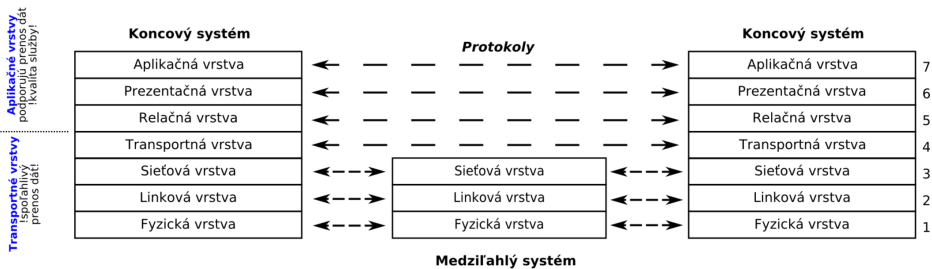 Aplikačné vrstvy
podporujú prenos dát
!kvalita služby!
Transportné vrstvy
!spoľahlivý
prenos dát!
Koncový systém
Protokoly
Koncový systém
Aplikačná vrstva
Aplikačná vrstva
7
Prezentačná vrstva
Prezentačná vrstva
6
Relačná vrstva
Relačná vrstva
5
Transportná vrstva
Transportná vrstva
4
Sieťová vrstva
Sieťová vrstva
Sieťová vrstva
3
Linková vrstva
Linková vrstva
Linková vrstva
2
Fyzická vrstva
Fyzická vrstva
Fyzická vrstva
1
Medziľahlý systém